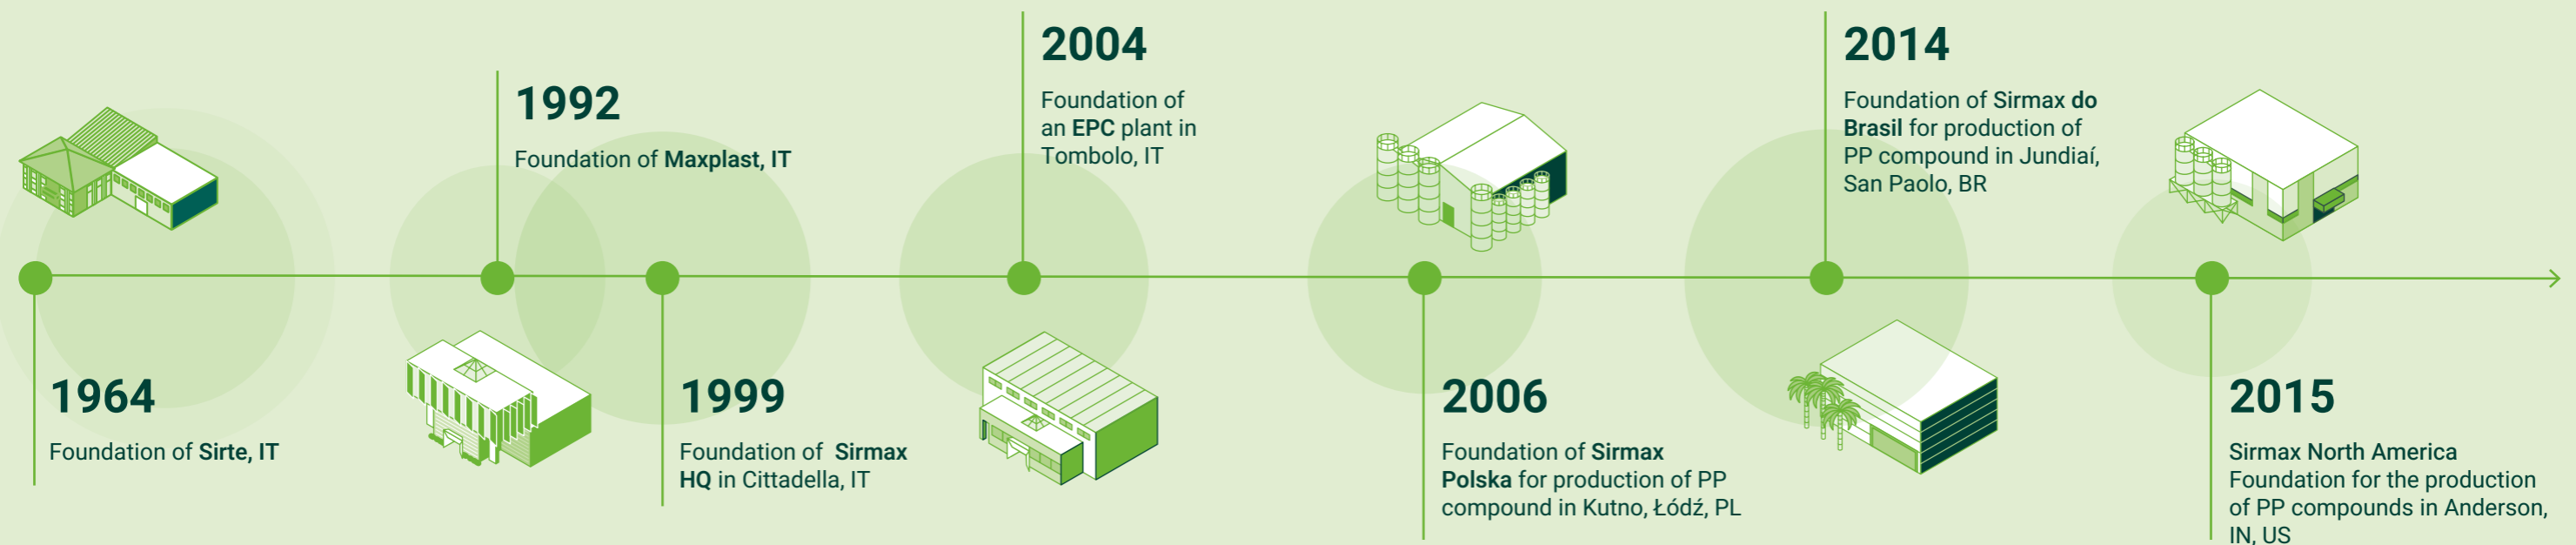 1964
Foundation of Sirte, IT
1992
Foundation of Maxplast, IT
1999
Foundation of Sirmax
HQ in Cittadella, IT
2004
Foundation of
an EPC plant in
Tombolo, IT
2006
Foundation of Sirmax
Polska for production of PP
compound in Kutno, Łódź, PL
2014
Foundation of Sirmax do
Brasil for production of
PP compound in Jundiaí,
San Paolo, BR
2015
Sirmax North America
Foundation for the production
of PP compounds in Anderson,
IN, US